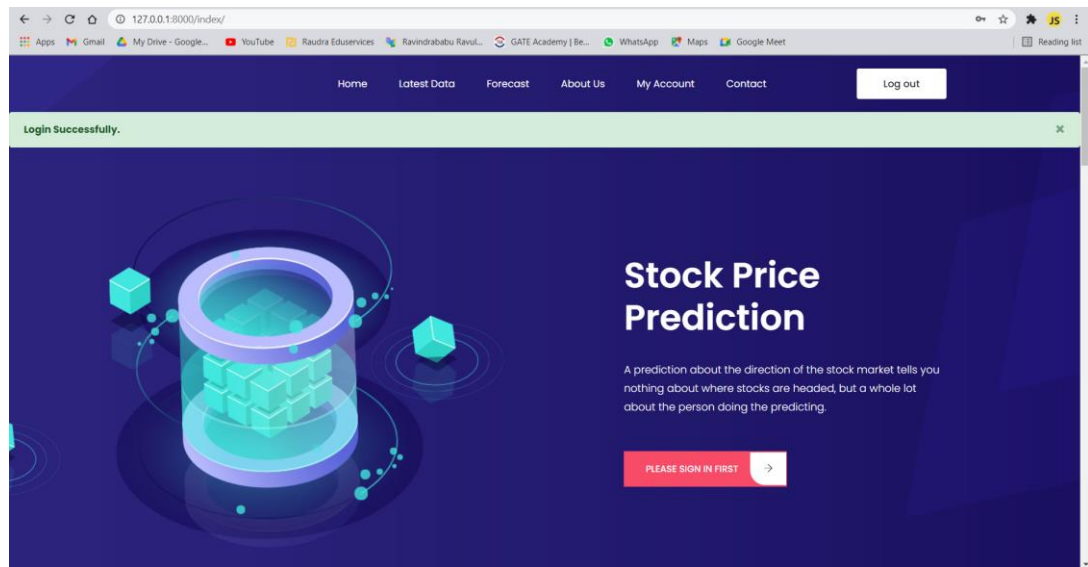 127.0.0.1:8000/index/
JS
Apps Gmail My Drive - Google... YouTube Raudra Eduservices Ravindrababu Ravul... GATE Academy | Be... WhatsApp Maps Google Meet Reading list
Home Latest Data Forecast About Us My Account Contact Log out
Login Successfully. ×
Stock Price
Prediction
A prediction about the direction of the stock market tells you
nothing about where stocks are headed, but a whole lot
about the person doing the predicting.
PLEASE SIGN IN FIRST